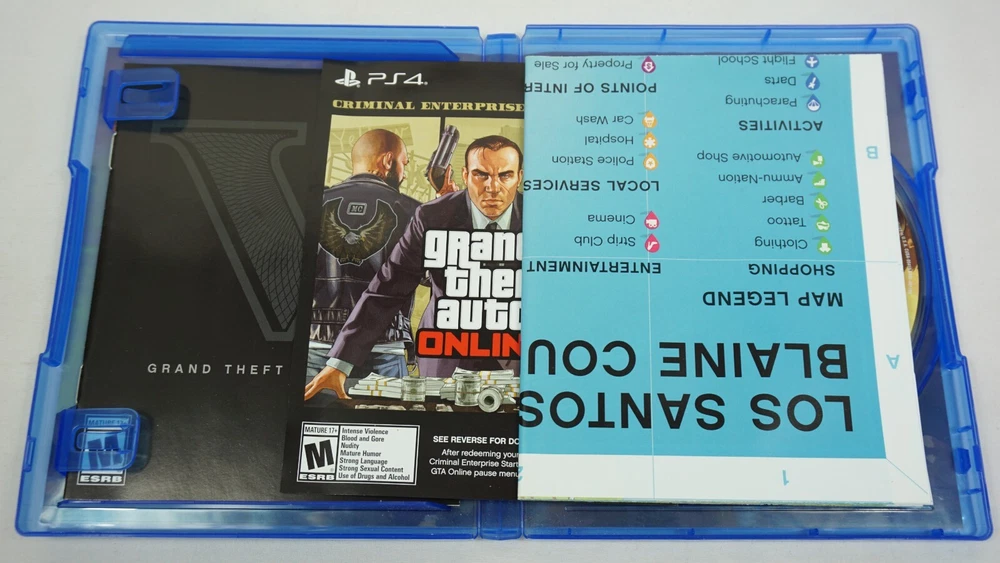 V
GRAND THEFT
MATURE 17+
M
ESRB
PS4
CRIMINAL ENTERPRISE
MC
grand
theft
auto
ONLIN
MATURE 17+
M
ESRB
Intense Violence
Blood and Gore
Nudity
Mature Humor
Strong Language
Strong Sexual Content
Use of Drugs and Alcohol
SEE REVERSE FOR DO
After redeeming your
Criminal Enterprise Start
GTA Online pause menu
LOS SANTOS
BLAINE COU
MAP LEGEND
SHOPPING
Clothing
Tattoo
Barber
Ammu-Nation
Automotive Shop
ACTIVITIES
Parachuting
Darts
Flight School
ENTERTAINMENT
Strip Club
Cinema
LOCAL SERVICES
Police Station
Hospital
Car Wash
POINTS OF INTER
Property for Sale
A
B
1